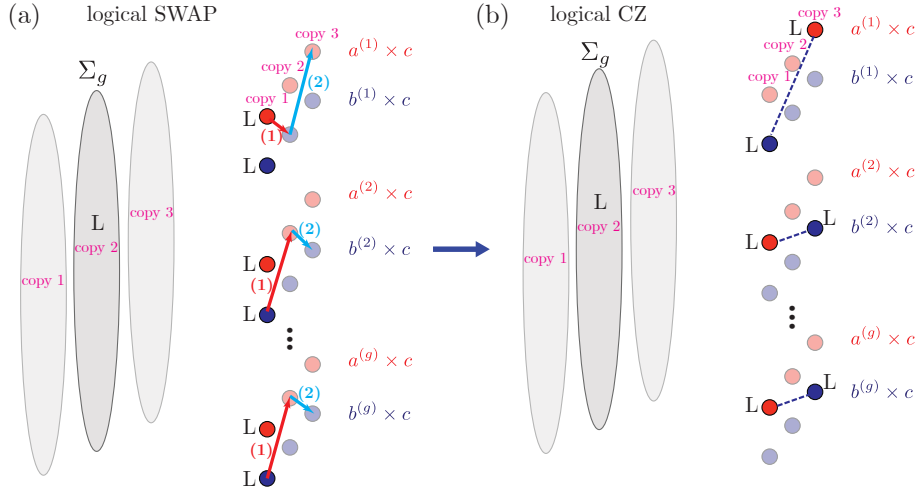 (a)
logical SWAP
Σ_g
L
copy 1
copy 2
copy 3
copy 1
copy 2
copy 3
L
L
(1)
(2)
a^{(1)} × c
b^{(1)} × c
L
L
(1)
(2)
a^{(2)} × c
b^{(2)} × c
L
L
(1)
(2)
a^{(g)} × c
b^{(g)} × c
(b)
logical CZ
Σ_g
L
copy 1
copy 2
copy 3
copy 1
copy 2
copy 3
L
L
a^{(1)} × c
b^{(1)} × c
L
L
a^{(2)} × c
b^{(2)} × c
L
L
a^{(g)} × c
b^{(g)} × c